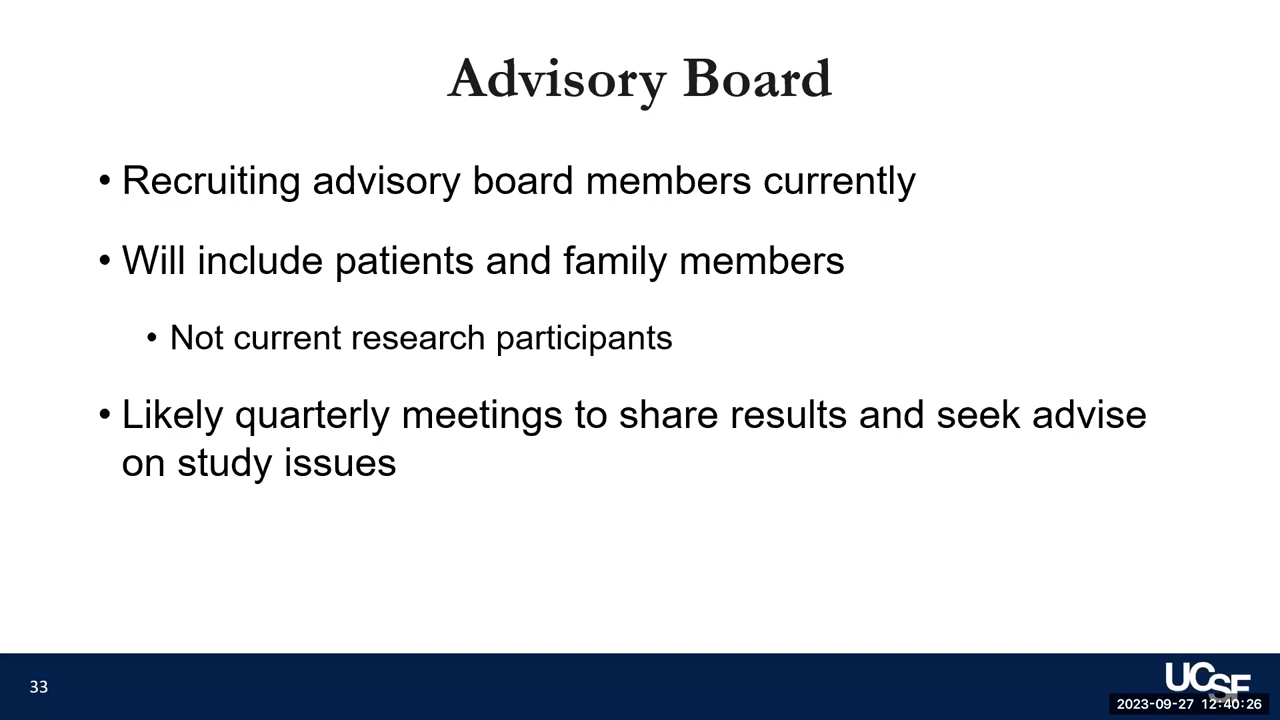 Advisory Board
• Recruiting advisory board members currently
• Will include patients and family members
• Not current research participants
• Likely quarterly meetings to share results and seek advise
on study issues
33
UCSF
2023-09-27 12:40:26